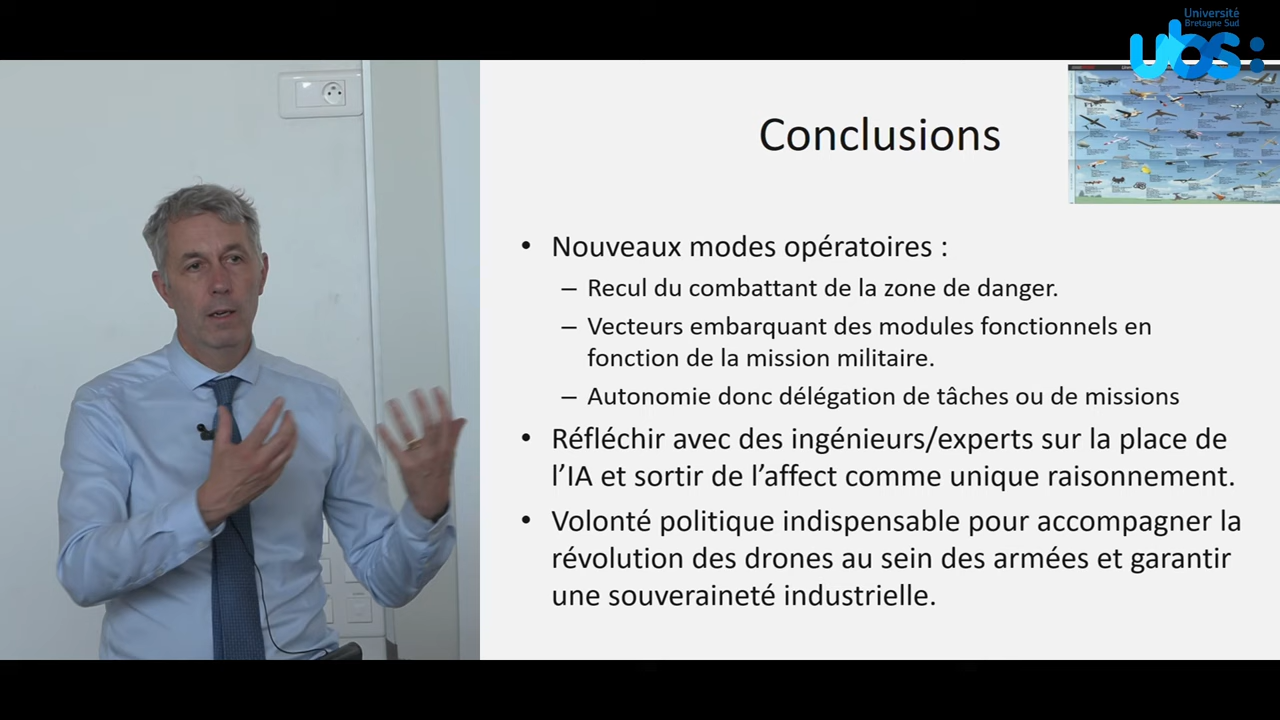 Université
Bretagne Sud
ubs:
Conclusions
• Nouveaux modes opératoires :
– Recul du combattant de la zone de danger.
– Vecteurs embarquant des modules fonctionnels en
fonction de la mission militaire.
– Autonomie donc délégation de tâches ou de missions
• Réfléchir avec des ingénieurs/experts sur la place de
l’IA et sortir de l’affect comme unique raisonnement.
• Volonté politique indispensable pour accompagner la
révolution des drones au sein des armées et garantir
une souveraineté industrielle.